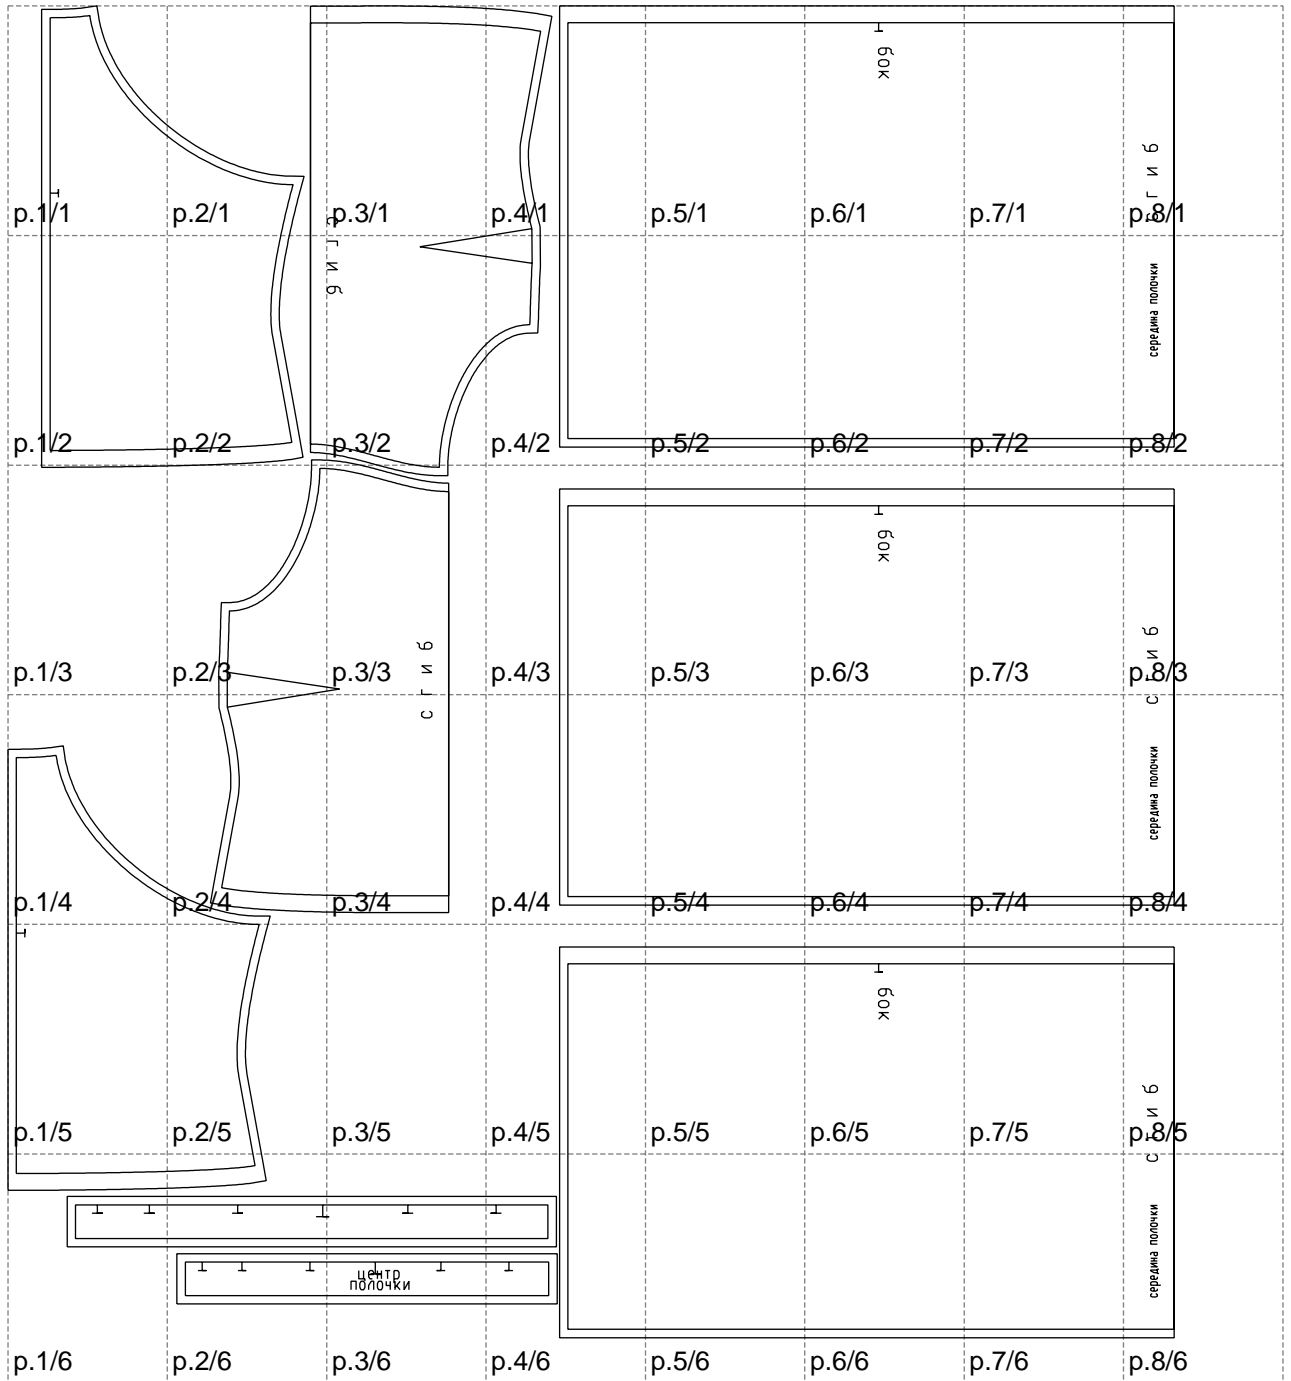 бок
сгиб
p.1/1 p.2/1 p.3/1 p.4/1 p.5/1 p.6/1 p.7/1 p.8/1
сгиб
середина полочки
p.1/2 p.2/2 p.3/2 p.4/2 p.5/2 p.6/2 p.7/2 p.8/2
бок
сгиб
сгиб
p.1/3 p.2/3 p.3/3 p.4/3 p.5/3 p.6/3 p.7/3 p.8/3
середина полочки
p.1/4 p.2/4 p.3/4 p.4/4 p.5/4 p.6/4 p.7/4 p.8/4
бок
сгиб
p.1/5 p.2/5 p.3/5 p.4/5 p.5/5 p.6/5 p.7/5 p.8/5
середина полочки
центр
полочки
p.1/6 p.2/6 p.3/6 p.4/6 p.5/6 p.6/6 p.7/6 p.8/6